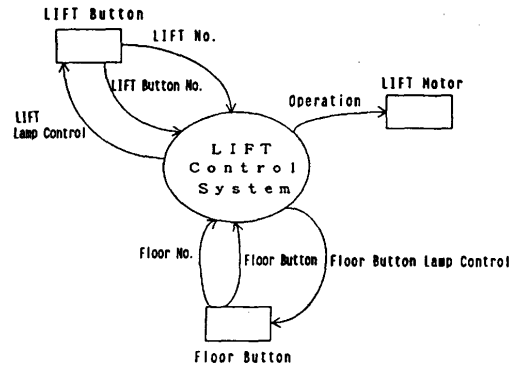 LIFT Button
LIFT No.
LIFT Button No.
LIFT
Lamp Control
LIFT Motor
Operation
LIFT
Control
System
Floor No.
Floor Button
Floor Button Lamp Control
Floor Button